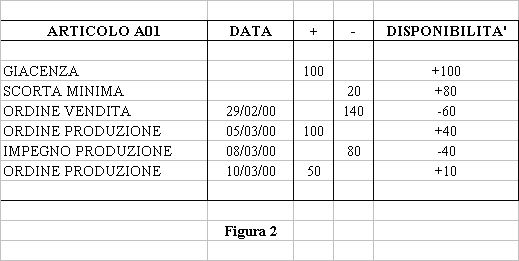 ARTICOLO A01 DATA + - DISPONIBILITA'
GIACENZA 100 +100
SCORTA MINIMA 20 +80
ORDINE VENDITA 29/02/00 140 -60
ORDINE PRODUZIONE 05/03/00 100 +40
IMPEGNO PRODUZIONE 08/03/00 80 -40
ORDINE PRODUZIONE 10/03/00 50 +10
Figura 2